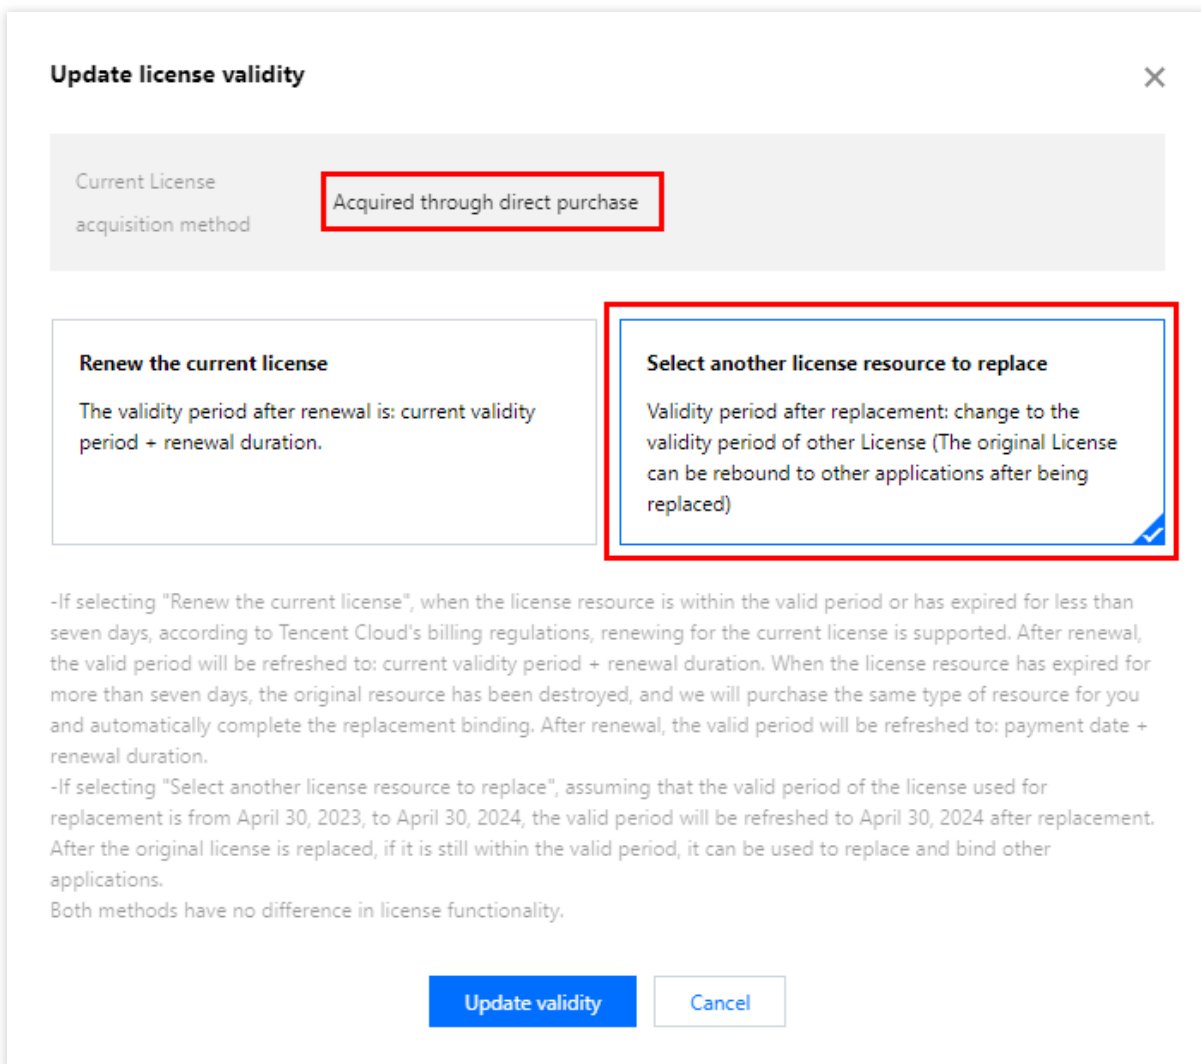 Update license validity
Current License
acquisition method
Acquired through direct purchase
Renew the current license
The validity period after renewal is: current validity
period + renewal duration.
Select another license resource to replace
Validity period after replacement: change to the
validity period of other License (The original License
can be rebound to other applications after being
replaced)
-If selecting "Renew the current license", when the license resource is within the valid period or has expired for less than
seven days, according to Tencent Cloud's billing regulations, renewing for the current license is supported. After renewal,
the valid period will be refreshed to: current validity period + renewal duration. When the license resource has expired for
more than seven days, the original resource has been destroyed, and we will purchase the same type of resource for you
and automatically complete the replacement binding. After renewal, the valid period will be refreshed to: payment date +
renewal duration.
-If selecting "Select another license resource to replace", assuming that the valid period of the license used for
replacement is from April 30, 2023, to April 30, 2024, the valid period will be refreshed to April 30, 2024 after replacement.
After the original license is replaced, if it is still within the valid period, it can be used to replace and bind other
applications.
Both methods have no difference in license functionality.
Update validity
Cancel